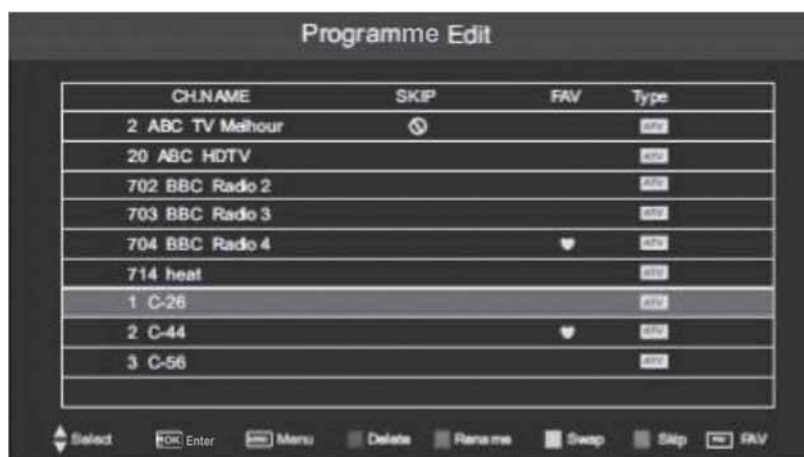 Programme Edit
CH.NAME SKIP FAV Type
2 ABC TV Melhour ATV
20 ABC HDTV ATV
702 BBC Radio 2 ATV
703 BBC Radio 3 ATV
704 BBC Radio 4 ATV
714 heat ATV
1 C-26 ATV
2 C-44 ATV
3 C-56 ATV
Select OK Enter Menu Delete Rename Swap Skip FAV